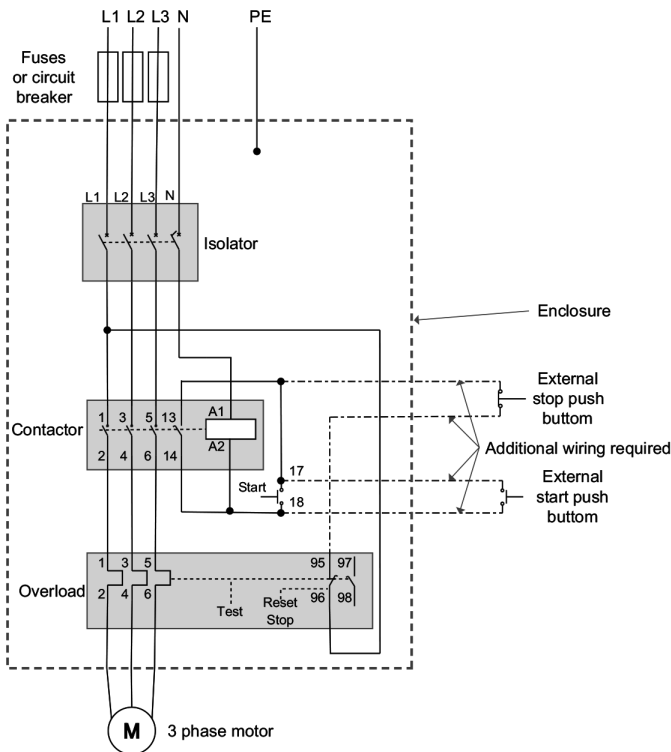 L1 L2 L3 N
PE
Fuses
or circuit
breaker
L1 L2 L3 N
Isolator
Enclosure
External
stop push
buttom
1 3 5 13
A1
Contactor
A2
2 4 6 14
Additional wiring required
17
Start
18
External
start push
buttom
1 3 5
95 97
Overload
2 4 6
96 98
Test
Reset
Stop
M
3 phase motor